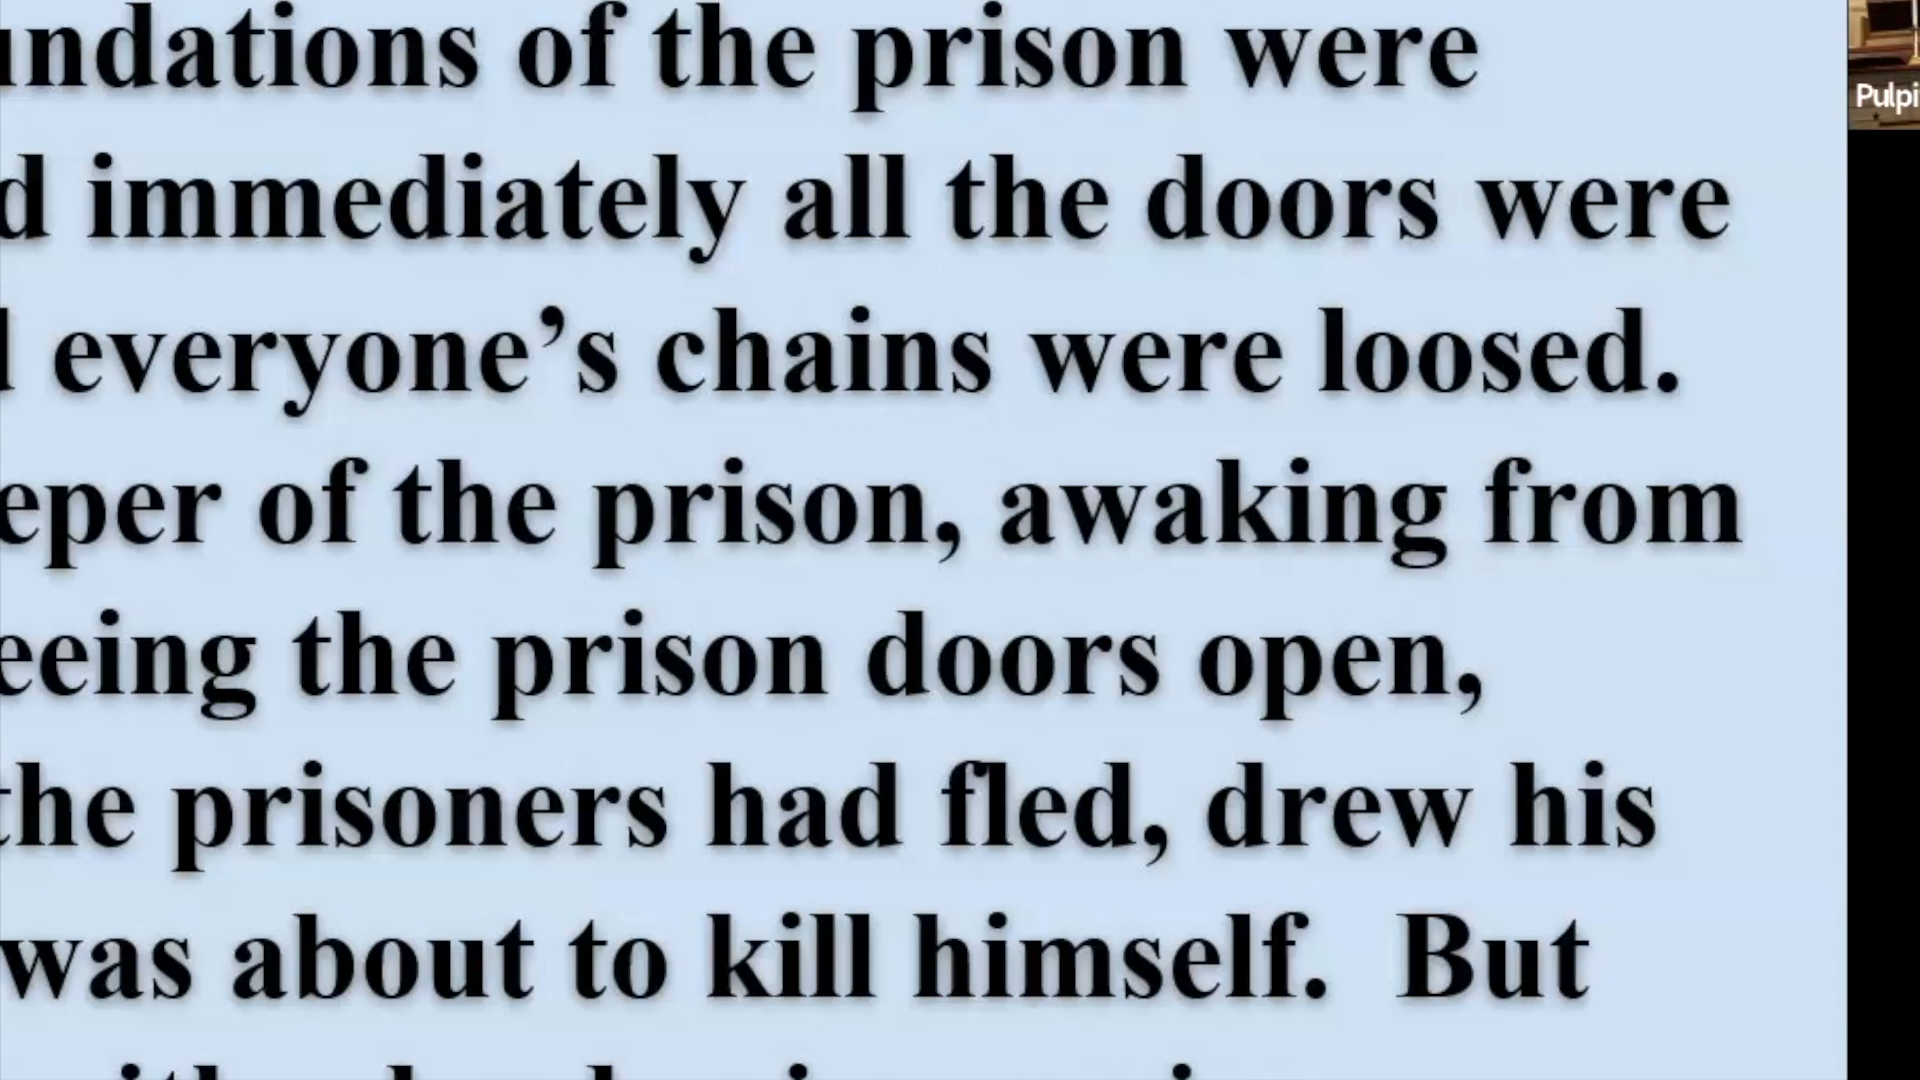 undations of the prison were
d immediately all the doors were
everyone’s chains were loosed.
eper of the prison, awaking from
eeing the prison doors open,
the prisoners had fled, drew his
was about to kill himself.  But
Pulpi